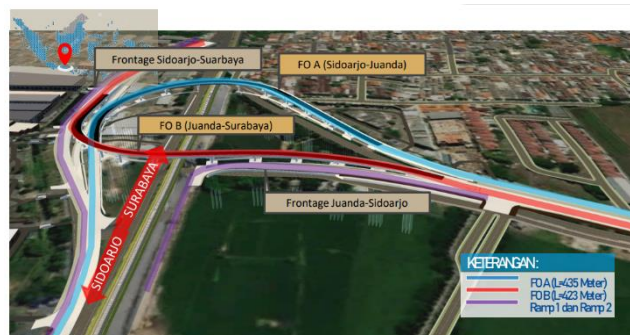 Frontage Sidoarjo-Suarbaya
FO A (Sidoarjo-Juanda)
FO B (Juanda-Surabaya)
SIDOARJO SURABAYA
Frontage Juanda-Sidoarjo
KETERANGAN:
FO A (L=435 Meter)
FO B (L=423 Meter)
Ramp 1 dan Ramp 2